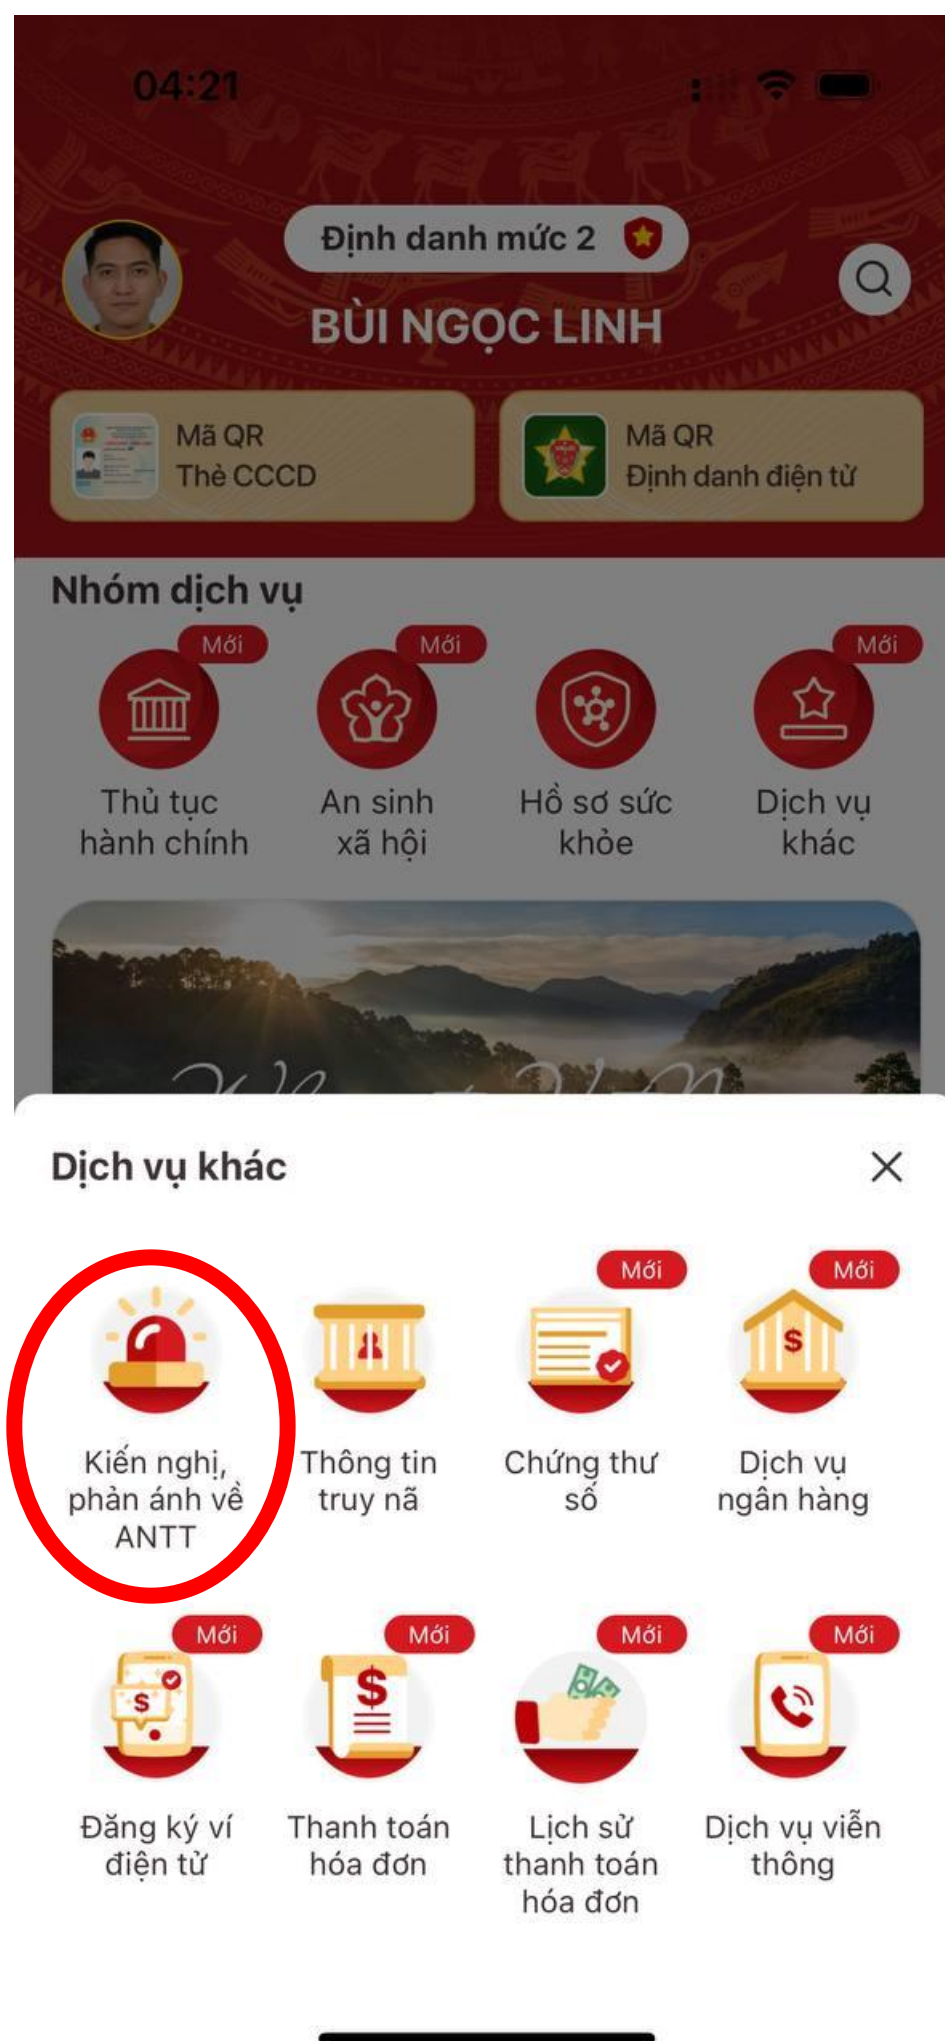 04:21
Định danh mức 2
BÙI NGỌC LINH
Mã QR
Thẻ CCCD
Mã QR
Định danh điện tử
Nhóm dịch vụ
Mới
Mới
Mới
Thủ tục
hành chính
An sinh
xã hội
Hồ sơ sức
khỏe
Dịch vụ
khác
Dịch vụ khác
Mới
Mới
Kiến nghị,
phản ánh về
ANTT
Thông tin
truy nã
Chứng thư
số
Dịch vụ
ngân hàng
Mới
Mới
Mới
Mới
Đăng ký ví
điện tử
Thanh toán
hóa đơn
Lịch sử
thanh toán
hóa đơn
Dịch vụ viễn
thông